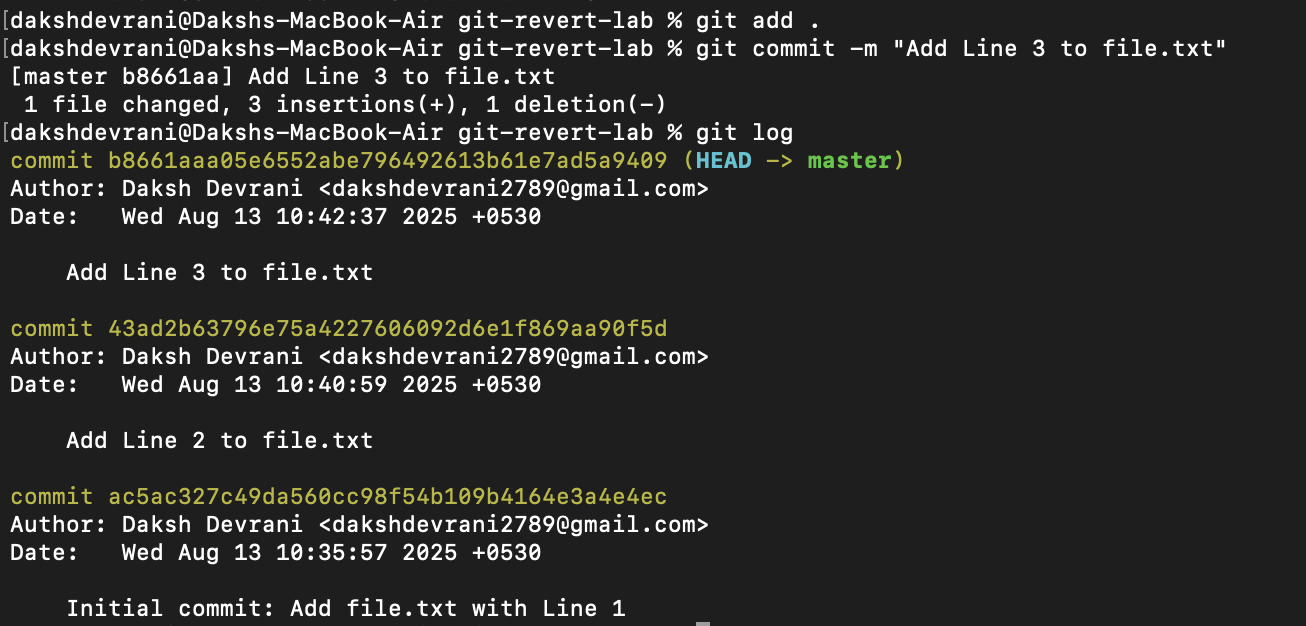 [dakshdevrani@Dakshs-MacBook-Air git-revert-lab % git add .
[dakshdevrani@Dakshs-MacBook-Air git-revert-lab % git commit -m "Add Line 3 to file.txt"
[master b8661aa] Add Line 3 to file.txt
 1 file changed, 3 insertions(+), 1 deletion(-)
[dakshdevrani@Dakshs-MacBook-Air git-revert-lab % git log
commit b8661aaa05e6552abe796492613b61e7ad5a9409 (HEAD -> master)
Author: Daksh Devrani <dakshdevrani2789@gmail.com>
Date:   Wed Aug 13 10:42:37 2025 +0530
    Add Line 3 to file.txt
commit 43ad2b63796e75a4227606092d6e1f869aa90f5d
Author: Daksh Devrani <dakshdevrani2789@gmail.com>
Date:   Wed Aug 13 10:40:59 2025 +0530
    Add Line 2 to file.txt
commit ac5ac327c49da560cc98f54b109b4164e3a4e4ec
Author: Daksh Devrani <dakshdevrani2789@gmail.com>
Date:   Wed Aug 13 10:35:57 2025 +0530
    Initial commit: Add file.txt with Line 1